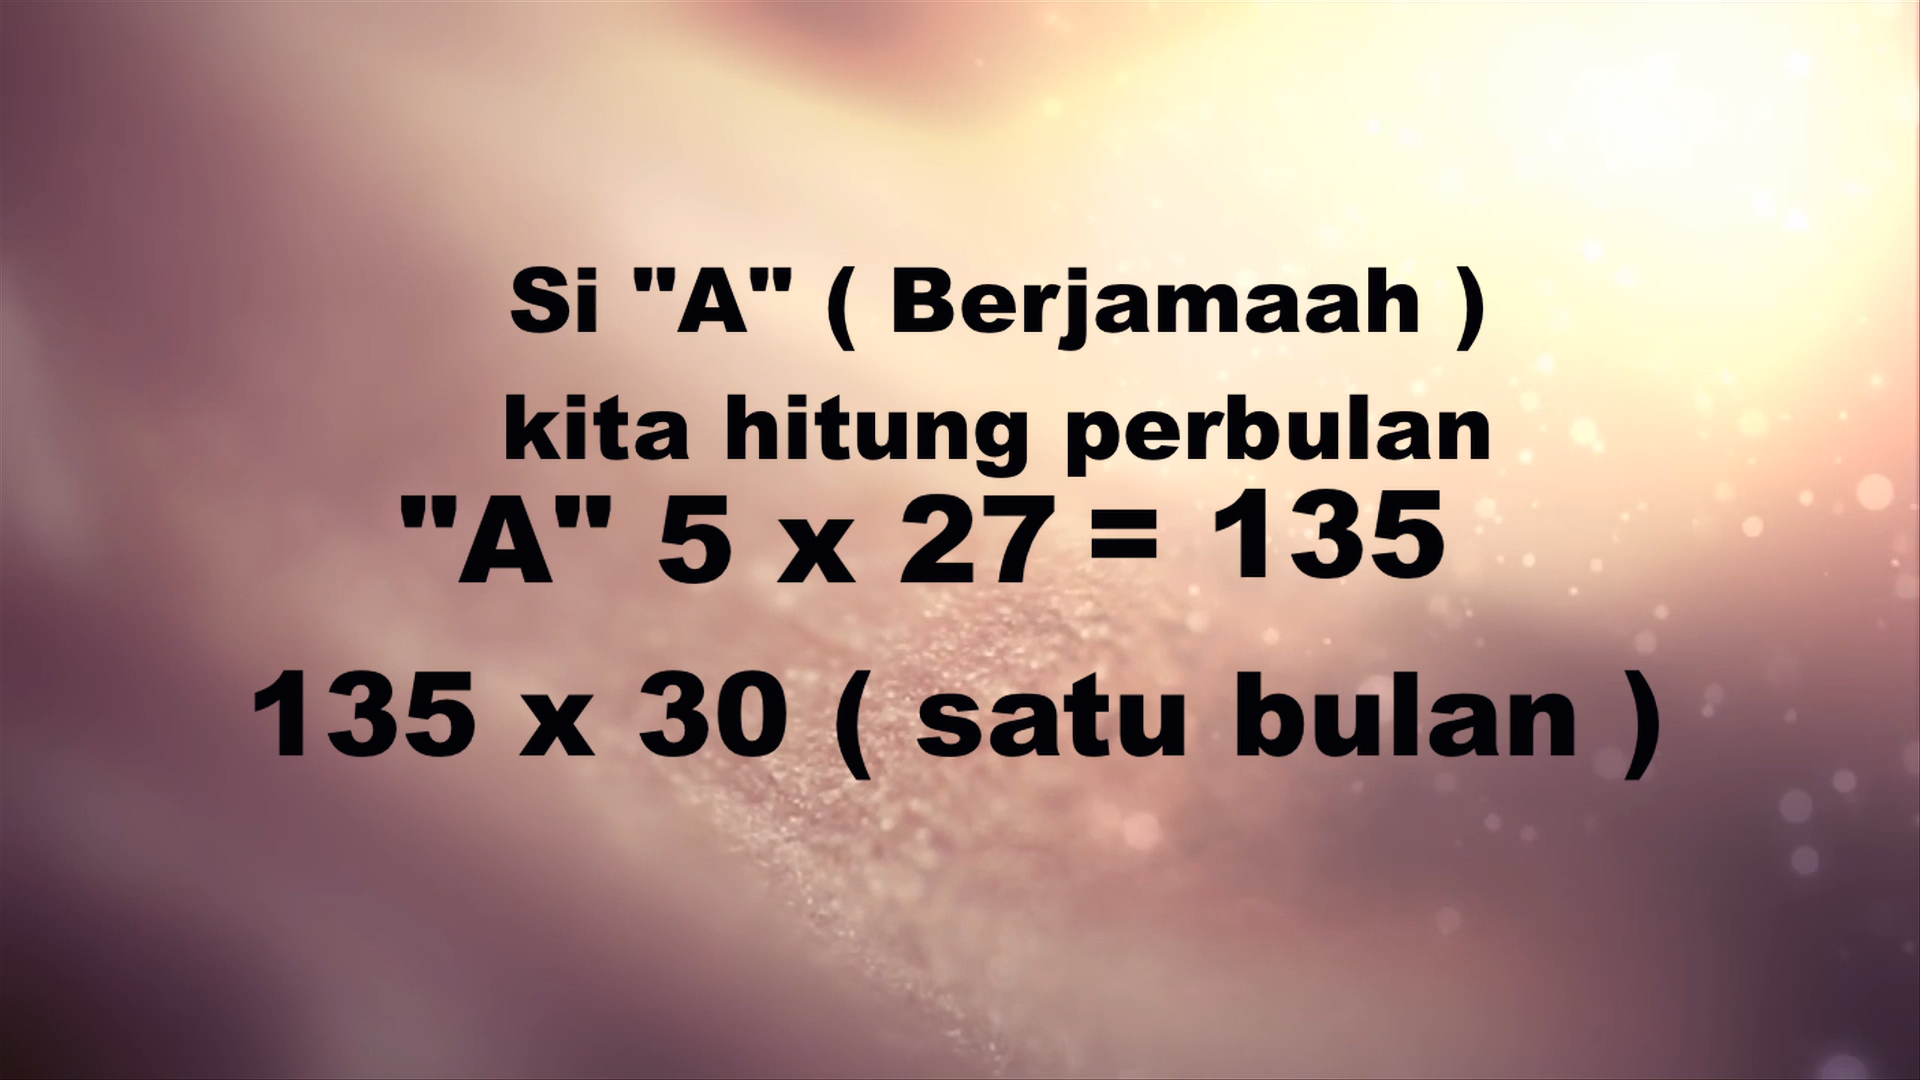 Si "A" ( Berjamaah )
kita hitung perbulan
"A" 5 x 27 = 135
135 x 30 ( satu bulan )